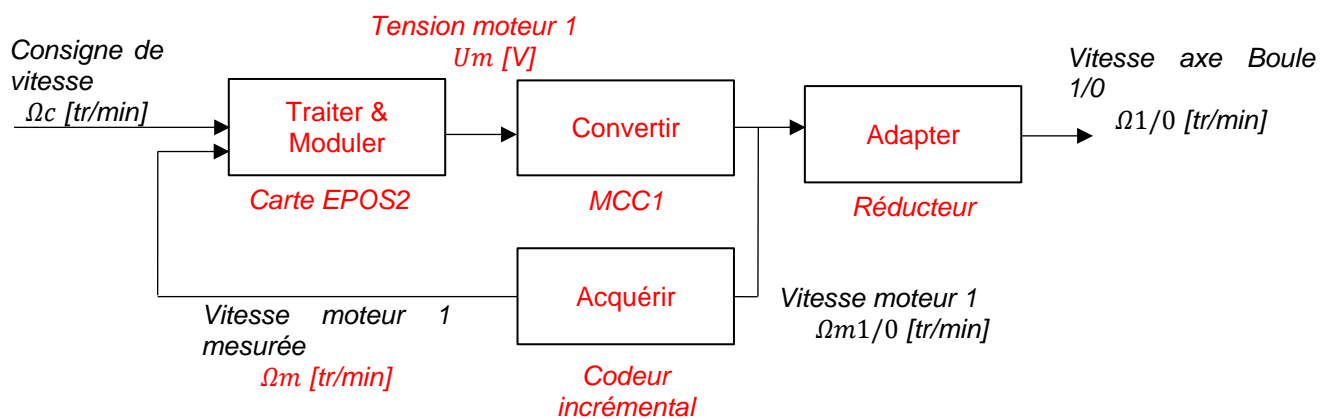 Tension moteur 1
Um [V]
Consigne de
vitesse
Ωc [tr/min]
Vitesse axe Boule
1/0
Ω1/0 [tr/min]
Traiter &
Moduler
Convertir
Adapter
Carte EPOS2
MCC1
Réducteur
Acquérir
Vitesse moteur 1
mesurée
Ωm [tr/min]
Vitesse moteur 1
Ωm1/0 [tr/min]
Codeur
incrémental